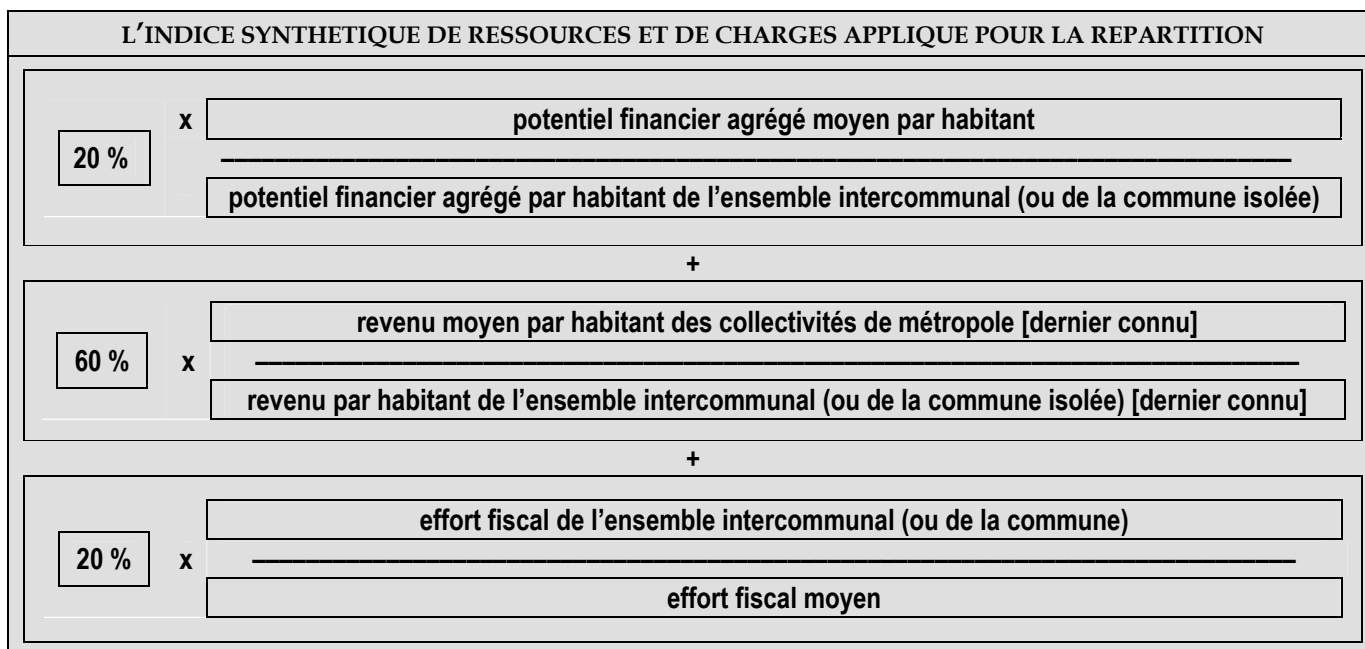 L'INDICE SYNTHETIQUE DE RESSOURCES ET DE CHARGES APPLIQUE POUR LA REPARTITION
20 %
x
potentiel financier agrégé moyen par habitant
potentiel financier agrégé par habitant de l'ensemble intercommunal (ou de la commune isolée)
+
60 %
x
revenu moyen par habitant des collectivités de métropole [dernier connu]
revenu par habitant de l'ensemble intercommunal (ou de la commune isolée) [dernier connu]
+
20 %
x
effort fiscal de l'ensemble intercommunal (ou de la commune)
effort fiscal moyen